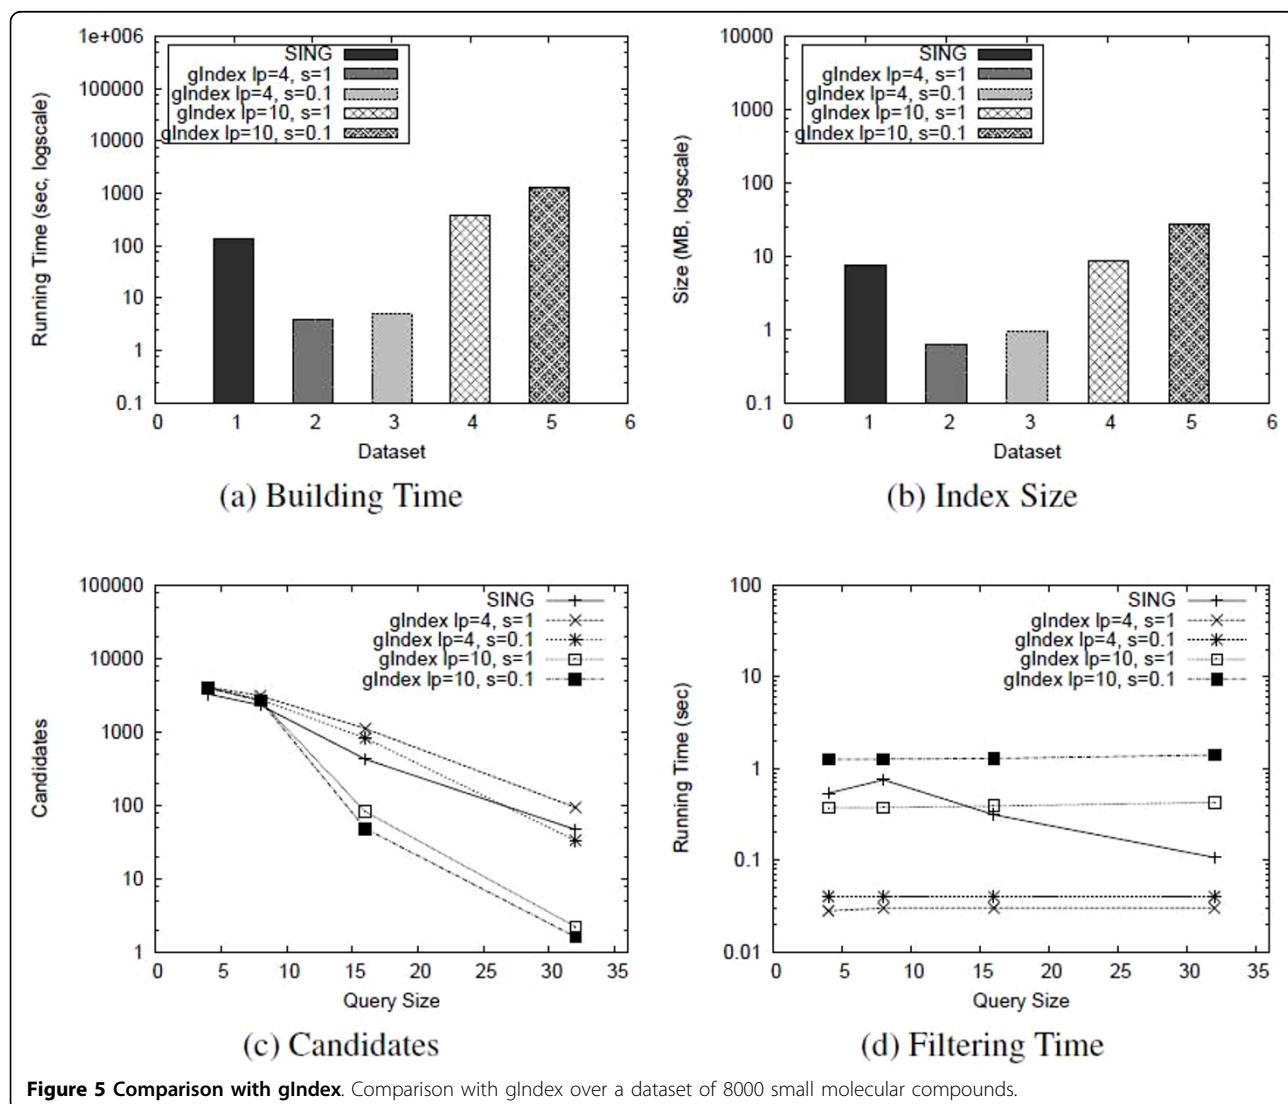 1e+006
100000
10000
1000
100
10
1
0.1
Running Time (sec, logscale)
SING
gIndex lp=4, s=1
gIndex lp=4, s=0.1
gIndex lp=10, s=1
gIndex lp=10, s=0.1
0 1 2 3 4 5 6
Dataset
(a) Building Time
10000
1000
100
10
1
0.1
Size (MB, logscale)
SING
gIndex lp=4, s=1
gIndex lp=4, s=0.1
gIndex lp=10, s=1
gIndex lp=10, s=0.1
0 1 2 3 4 5 6
Dataset
(b) Index Size
100000
10000
1000
100
10
1
Candidates
SING
gIndex lp=4, s=1
gIndex lp=4, s=0.1
gIndex lp=10, s=1
gIndex lp=10, s=0.1
0 5 10 15 20 25 30 35
Query Size
(c) Candidates
100
10
1
0.1
0.01
Running Time (sec)
SING
gIndex lp=4, s=1
gIndex lp=4, s=0.1
gIndex lp=10, s=1
gIndex lp=10, s=0.1
0 5 10 15 20 25 30 35
Query Size
(d) Filtering Time
Figure 5 Comparison with gIndex. Comparison with gIndex over a dataset of 8000 small molecular compounds.